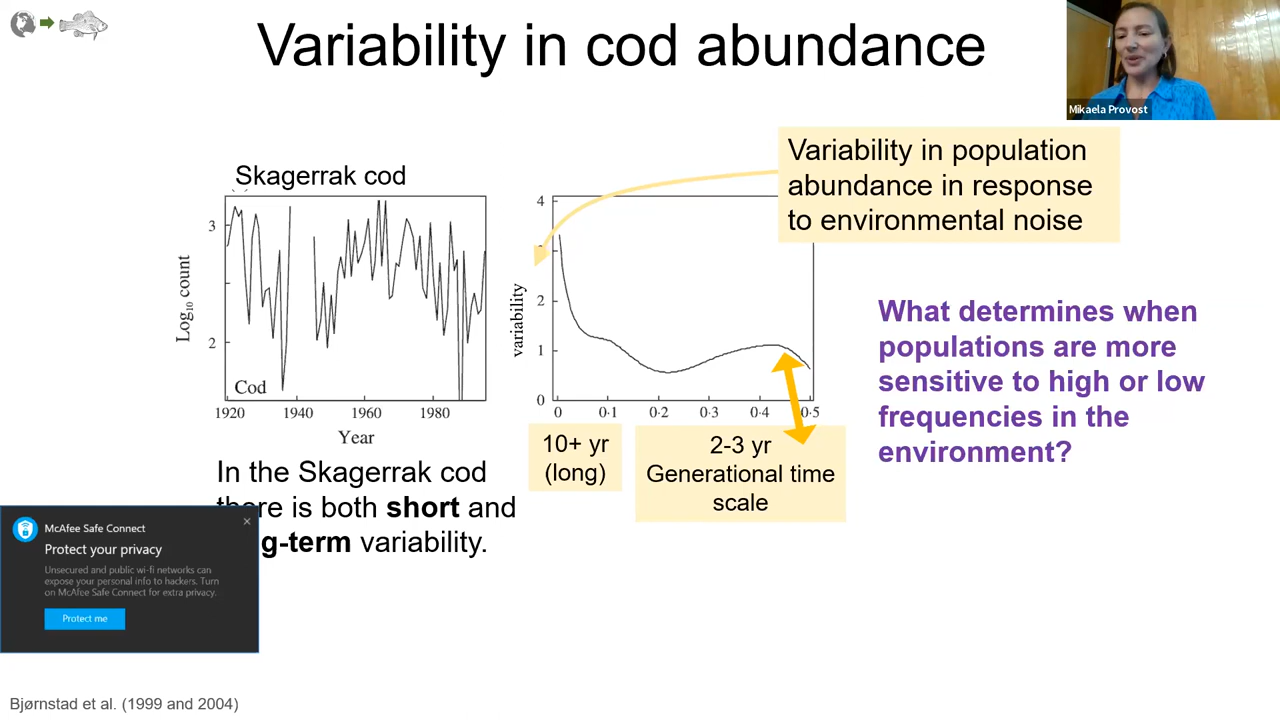 Variability in cod abundance
Mikaela Provost
Variability in population
abundance in response
to environmental noise
Skagerrak cod
3
2
Log10 count
Cod
1920
1940
1960
1980
Year
4
2
1
0
variability
0
0·1
0·2
0·3
0·4
0·5
10+ yr
(long)
2-3 yr
Generational time
scale
What determines when
populations are more
sensitive to high or low
frequencies in the
environment?
In the Skagerrak cod
there is both short and
g-term variability.
McAfee Safe Connect
Protect your privacy
Unsecured and public wi-fi networks can
expose your personal info to hackers. Turn
on McAfee Safe Connect for extra privacy.
Protect me
Bjørnstad et al. (1999 and 2004)